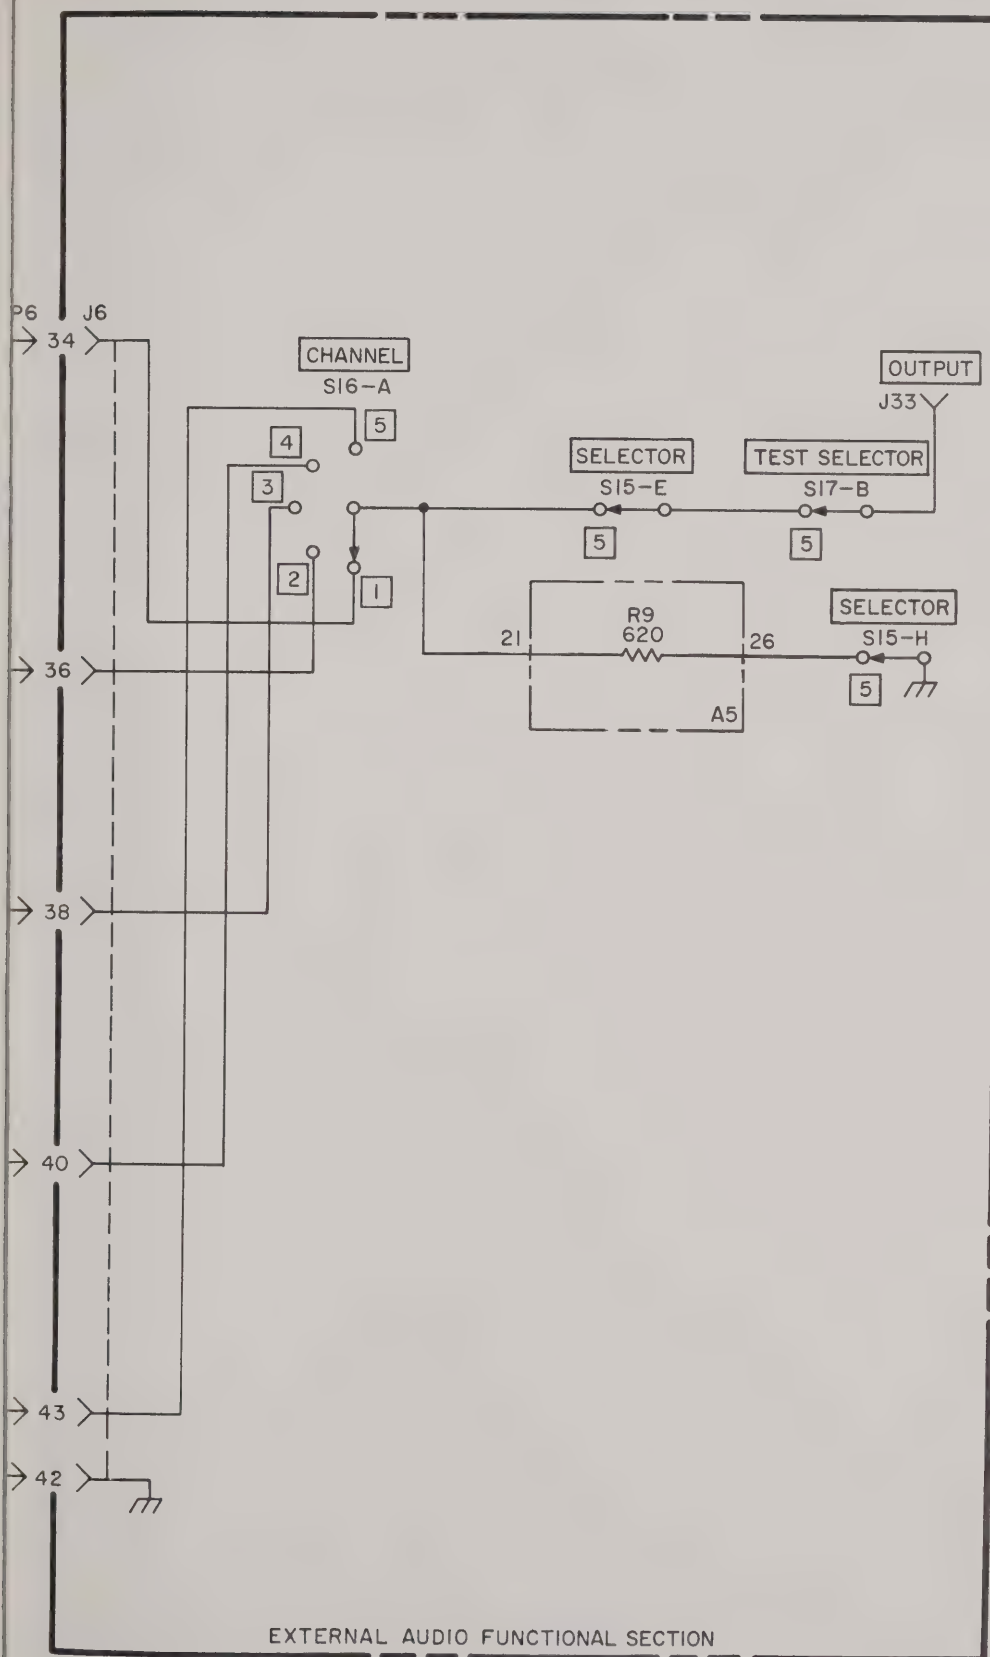 P6 J6
34
CHANNEL
S16-A
5
4
3
2
1
OUTPUT
J33
SELECTOR
S15-E
5
TEST SELECTOR
S17-B
5
R9
620
21
26
A5
SELECTOR
S15-H
5
36
38
40
43
42
EXTERNAL AUDIO FUNCTIONAL SECTION